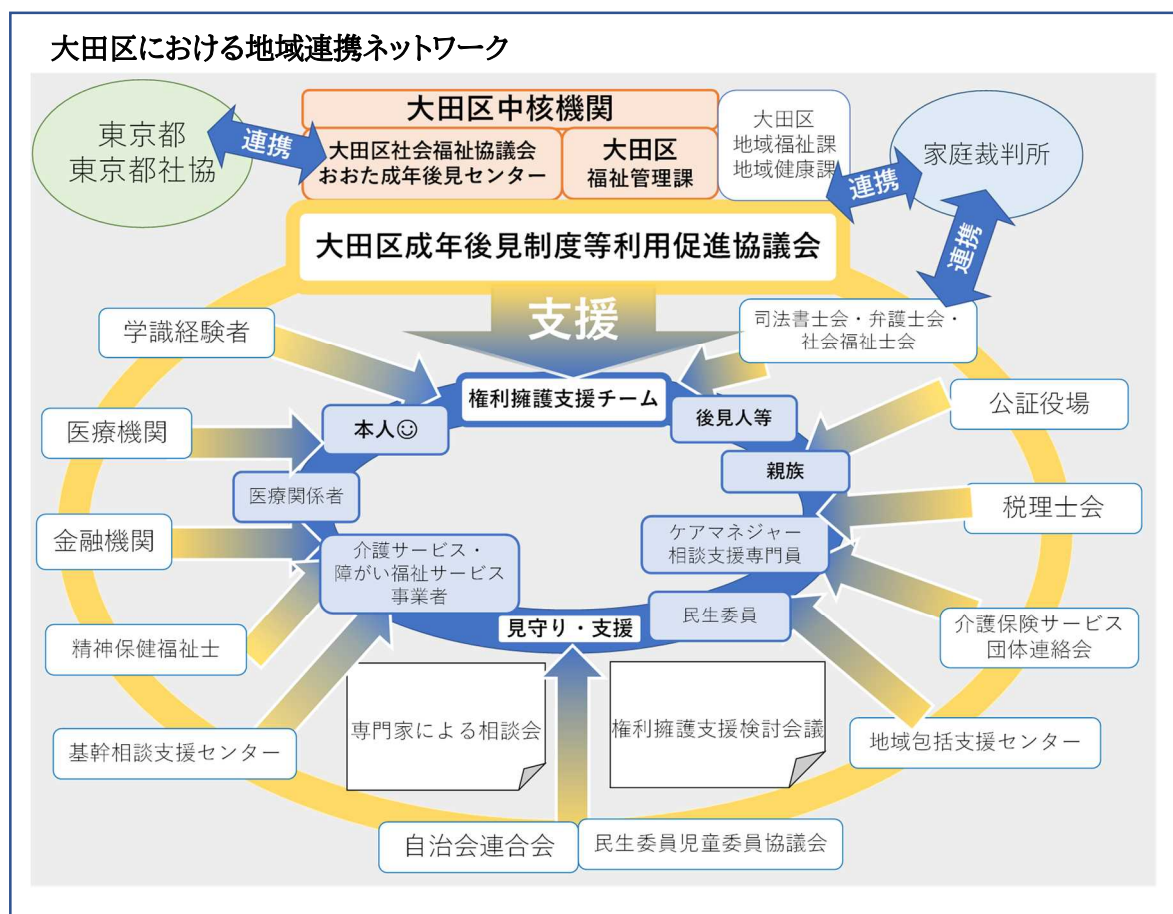 大田区における地域連携ネットワーク
東京都
東京都社協
連携
大田区中核機関
大田区社会福祉協議会
おおた成年後見センター
大田区
福祉管理課
大田区
地域福祉課
地域健康課
連携
家庭裁判所
連携
大田区成年後見制度等利用促進協議会
支援
学識経験者
司法書士会・弁護士会・
社会福祉士会
権利擁護支援チーム
本人☺
後見人等
公証役場
医療機関
親族
医療関係者
税理士会
金融機関
ケアマネジャー
相談支援専門員
介護サービス・
障がい福祉サービス
事業者
民生委員
見守り・支援
精神保健福祉士
介護保険サービス
団体連絡会
専門家による相談会
権利擁護支援検討会議
基幹相談支援センター
地域包括支援センター
自治会連合会
民生委員児童委員協議会